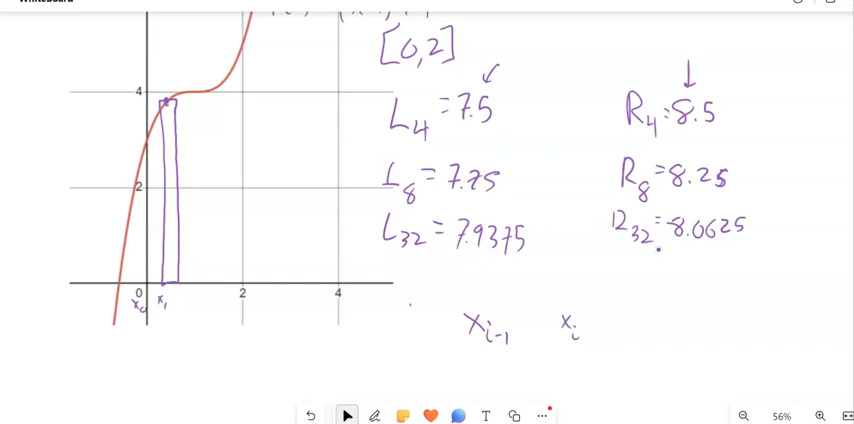 Whiteboard
[0,2]
4
L4 = 7.5
R4 = 8.5
L8 = 7.75
R8 = 8.25
2
L32 = 7.9375
R32 = 8.0625
0
2
4
x0
x1
xi-1
xi
T
56%